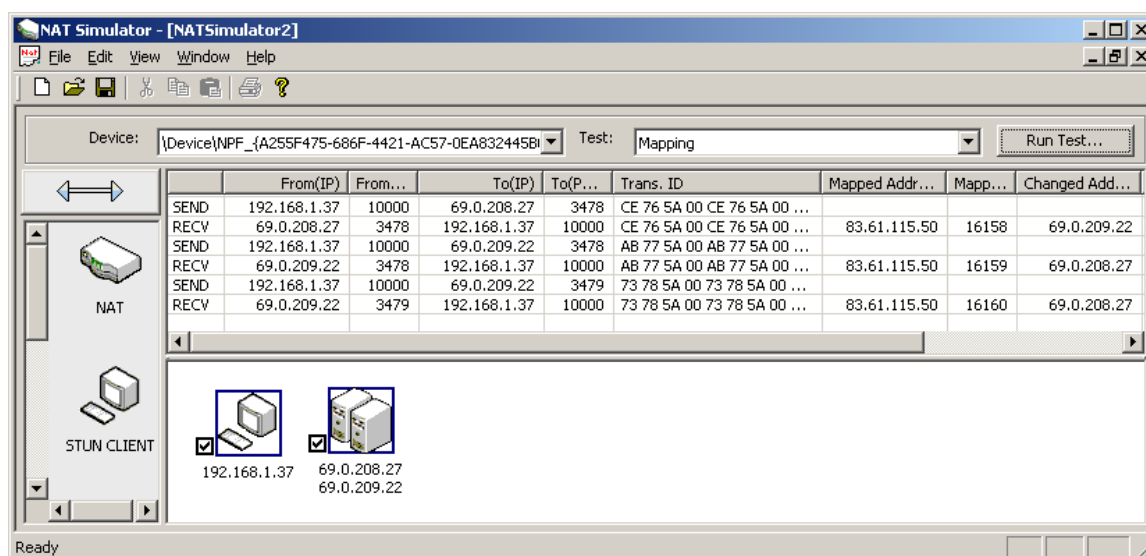 NAT Simulator - [NATSimulator2]
File Edit View Window Help
Device: \Device\NPF_{A255F475-686F-4421-AC57-0EA832445B Test: Mapping Run Test...
From(IP) From... To(IP) To(P... Trans. ID Mapped Addr... Mapp... Changed Add...
SEND 192.168.1.37 10000 69.0.208.27 3478 CE 76 5A 00 CE 76 5A 00 ...
RECV 69.0.208.27 3478 192.168.1.37 10000 CE 76 5A 00 CE 76 5A 00 ... 83.61.115.50 16158 69.0.209.22
SEND 192.168.1.37 10000 69.0.209.22 3478 AB 77 5A 00 AB 77 5A 00 ...
RECV 69.0.209.22 3478 192.168.1.37 10000 AB 77 5A 00 AB 77 5A 00 ... 83.61.115.50 16159 69.0.208.27
SEND 192.168.1.37 10000 69.0.209.22 3479 73 78 5A 00 73 78 5A 00 ...
RECV 69.0.209.22 3479 192.168.1.37 10000 73 78 5A 00 73 78 5A 00 ... 83.61.115.50 16160 69.0.208.27
NAT
STUN CLIENT
192.168.1.37
69.0.208.27
69.0.209.22
Ready